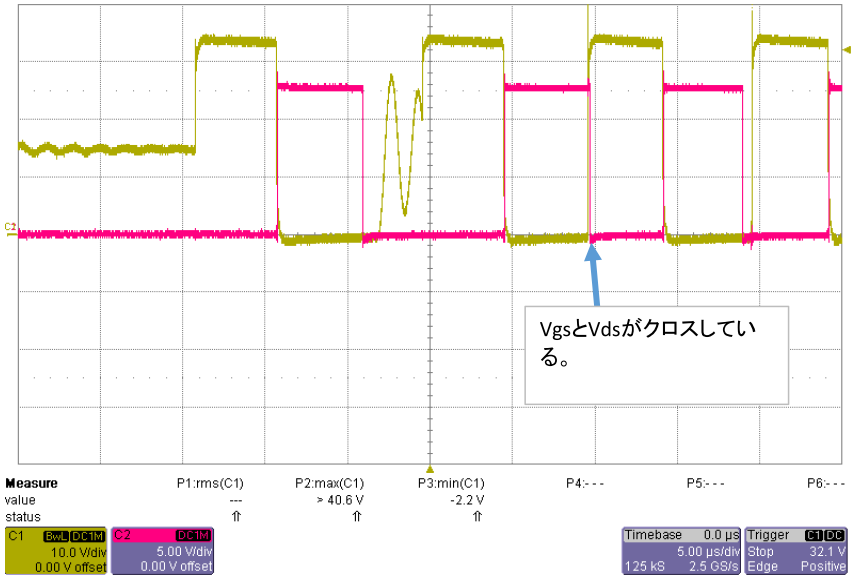 C2
VgsとVdsがクロスしてい
る。
Measure P1:rms(C1) P2:max(C1) P3:min(C1) P4:- - - P5:- - - P6:- - -
value --- > 40.6 V -2.2 V
status
C1 BwL DC1M C2 DC1M Timebase 0.0 µs Trigger C1 DC
10.0 V/div 5.00 V/div 5.00 µs/div Stop 32.1 V
0.00 V offset 0.00 V offset 125 kS 2.5 GS/s Edge Positive